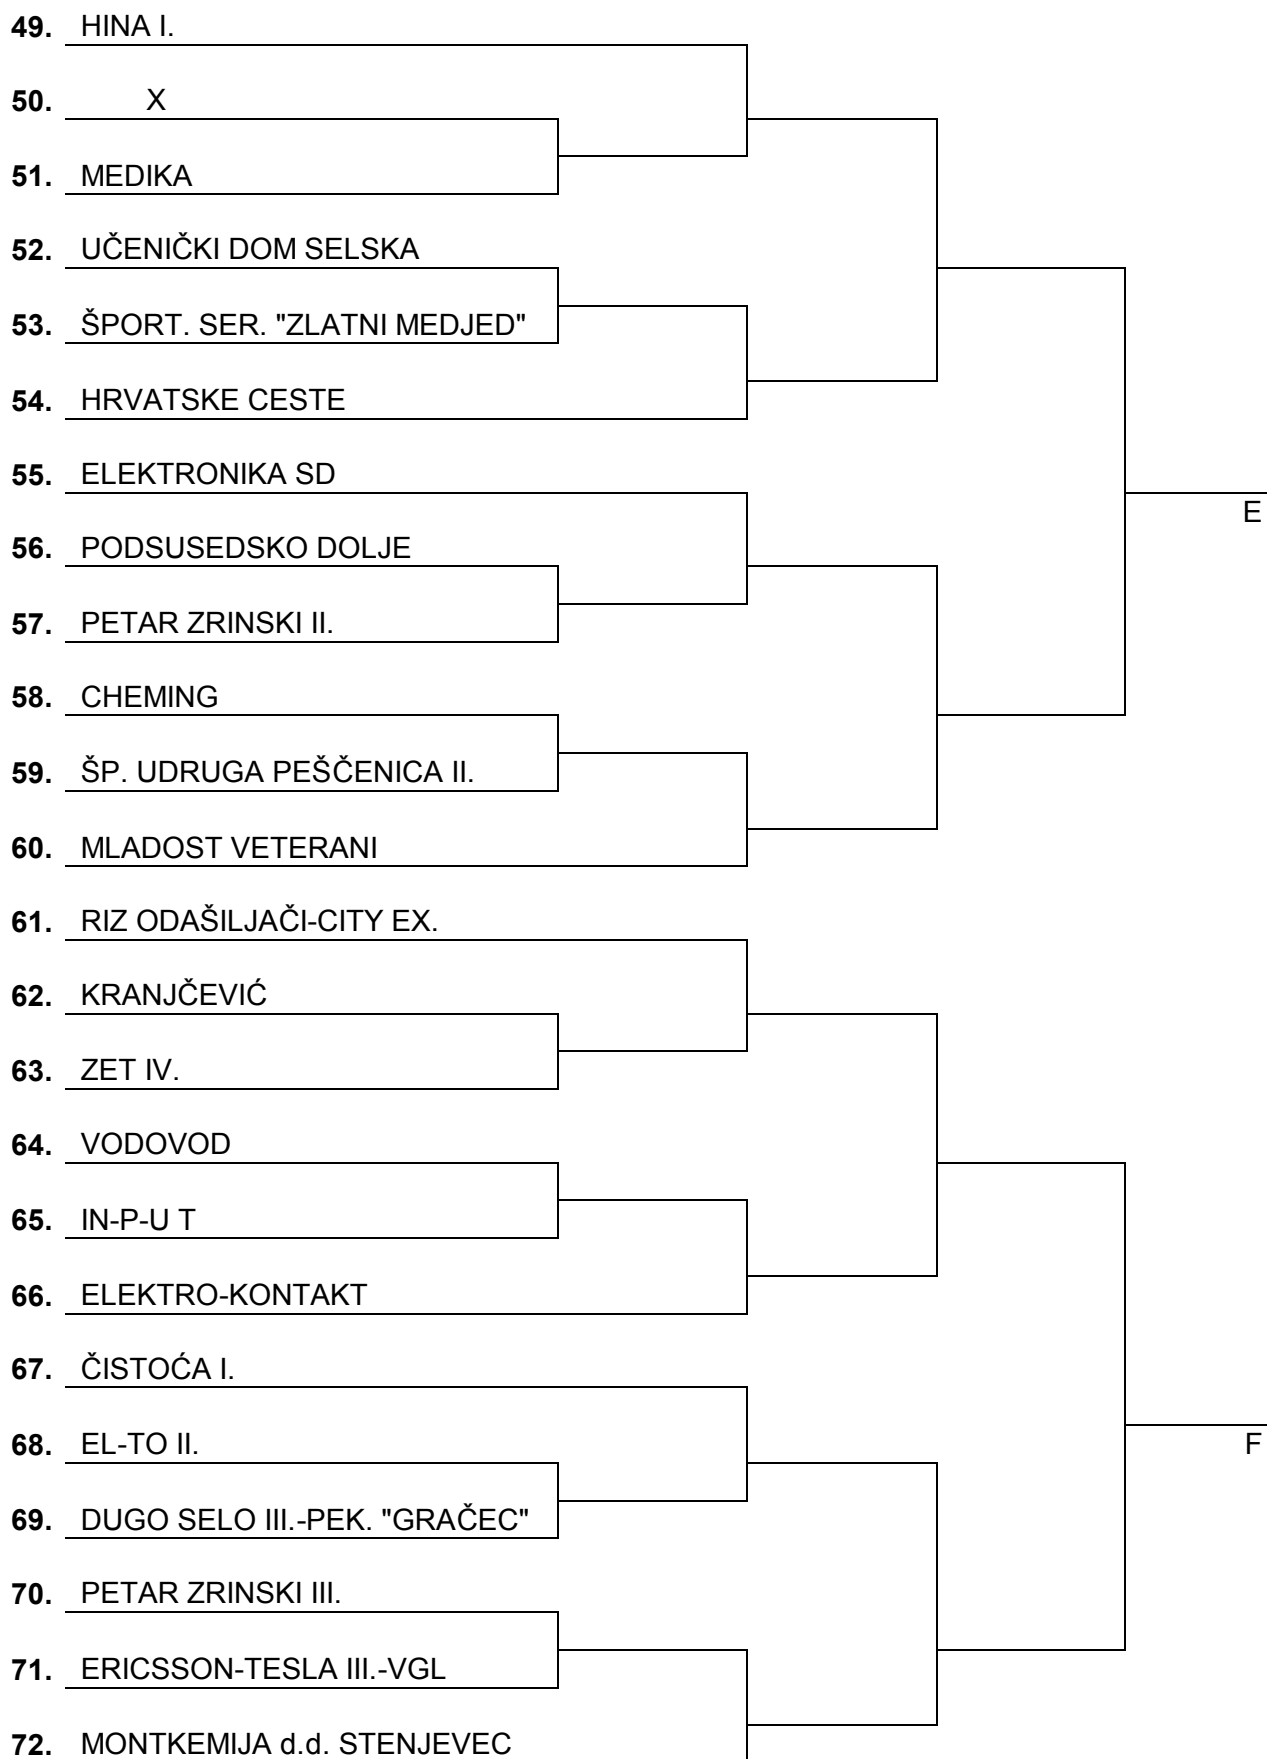 49. HINA I.
50. X
51. MEDIKA
52. UČENIČKI DOM SELSKA
53. ŠPORT. SER. "ZLATNI MEDJED"
54. HRVATSKE CESTE
55. ELEKTRONIKA SD
E
56. PODSUSEDSKO DOLJE
57. PETAR ZRINSKI II.
58. CHEMING
59. ŠP. UDRUGA PEŠČENICA II.
60. MLADOST VETERANI
61. RIZ ODAŠILJAČI-CITY EX.
62. KRANJČEVIĆ
63. ZET IV.
64. VODOVOD
65. IN-P-U T
66. ELEKTRO-KONTAKT
67. ČISTOĆA I.
68. EL-TO II.
F
69. DUGO SELO III.-PEK. "GRAČEC"
70. PETAR ZRINSKI III.
71. ERICSSON-TESLA III.-VGL
72. MONTKEMIJA d.d. STENJEVEC